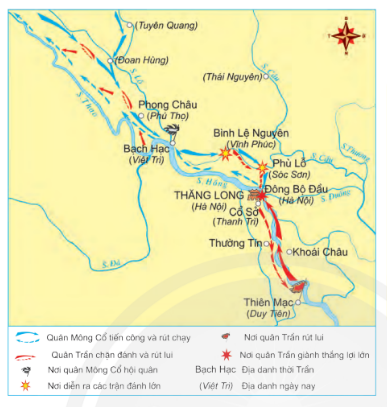 (Tuyên Quang)
(Đoan Hùng)
S. Lô
S. Cầu
(Thái Nguyên)
S. Thao
Phong Châu
(Phú Thọ)
Bình Lệ Nguyên
(Vĩnh Phúc)
S. Thương
Bạch Hạc
(Việt Trì)
Phù Lỗ
(Sóc Sơn)
S. Cầu
S. Hồng
THĂNG LONG
(Hà Nội)
Đông Bộ Đầu
(Hà Nội)
S. Đuống
Cổ Sở
(Thanh Trì)
S. Đà
Thường Tín
Khoái Châu
Thiên Mạc
(Duy Tiên)
Quân Mông Cổ tiến công và rút chạy
Nơi quân Trần rút lui
Quân Trần chặn đánh và rút lui
Nơi quân Trần giành thắng lợi lớn
Nơi quân Mông Cổ hội quân
Bạch Hạc
Địa danh thời Trần
Nơi diễn ra các trận đánh lớn
(Việt Trì)
Địa danh ngày nay